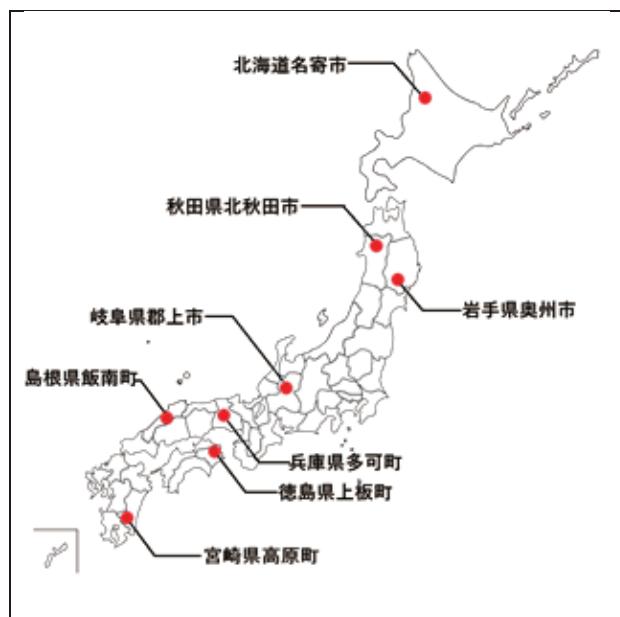 北海道名寄市
秋田県北秋田市
岩手県奥州市
岐阜県郡上市
島根県飯南町
兵庫県多可町
徳島県上板町
宮崎県高原町